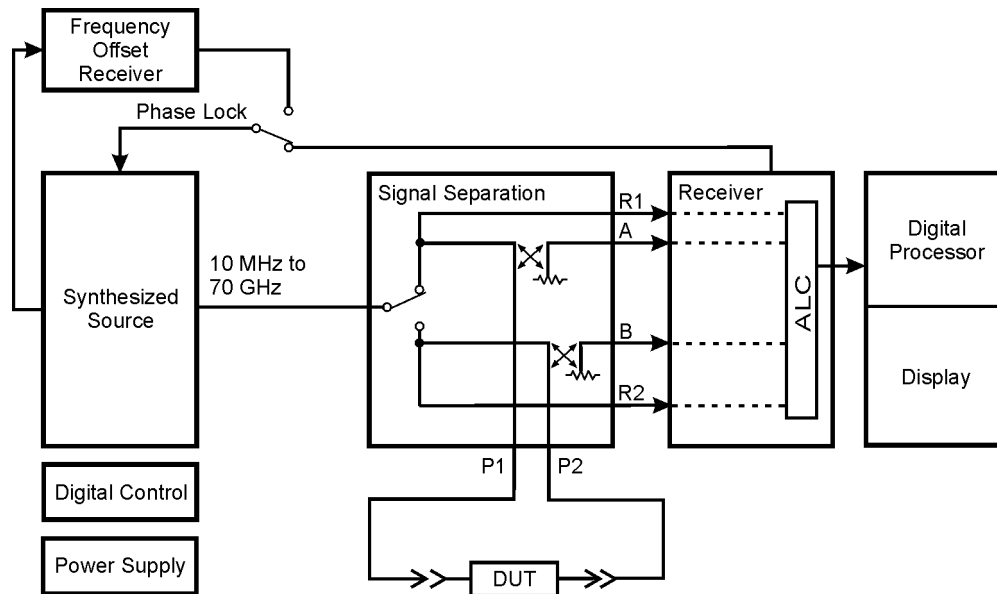 Frequency
Offset
Receiver
Phase Lock
Signal Separation
Receiver
R1
A
10 MHz to
70 GHz
Synthesized
Source
Digital
Processor
ALC
B
Display
R2
P1
P2
Digital Control
Power Supply
DUT